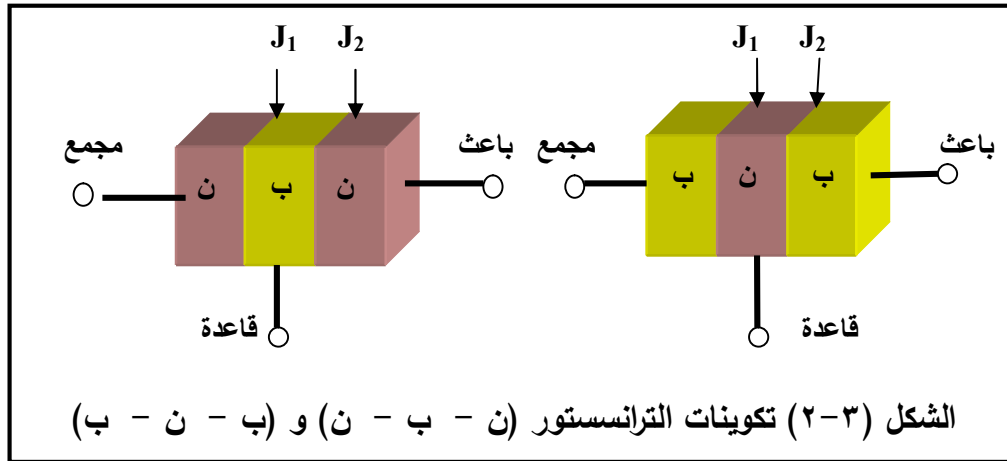 J₁ J₂
J₁ J₂
باعث
مجمع
باعث
مجمع
ب ن ب
ن ب ن
قاعدة
قاعدة
الشكل (٣-٢) تكوينات الترانسستور (ن - ب - ن) و (ب - ن - ب)